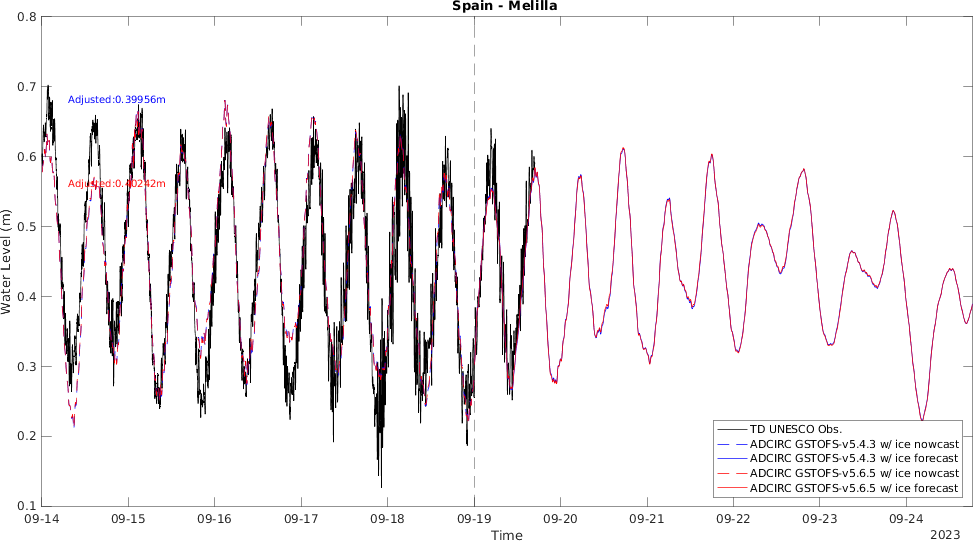 Spain - Melilla
0.8
0.7
0.6
0.5
0.4
0.3
0.2
0.1
Water Level (m)
Adjusted:0.39956m
Adjusted:0.40242m
TD UNESCO Obs.
ADCIRC GSTOFS-v5.4.3 w/ ice nowcast
ADCIRC GSTOFS-v5.4.3 w/ ice forecast
ADCIRC GSTOFS-v5.6.5 w/ ice nowcast
ADCIRC GSTOFS-v5.6.5 w/ ice forecast
09-14 09-15 09-16 09-17 09-18 09-19 09-20 09-21 09-22 09-23 09-24
Time
2023